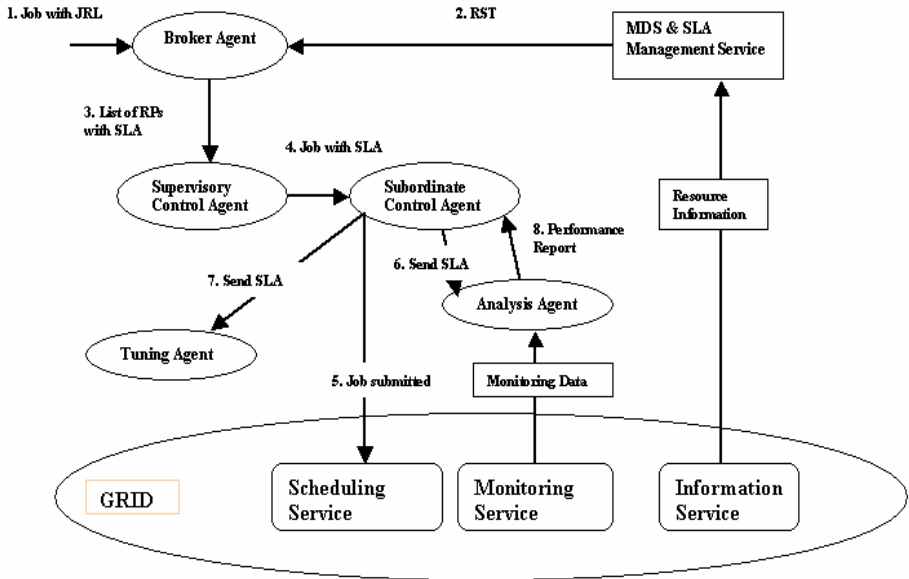 1. Job with JRL
2. RST
Broker Agent
MDS & SLA
Management Service
3. List of RPs
with SLA
4. Job with SLA
Supervisory
Control Agent
Subordinate
Control Agent
Resource
Information
8. Performance
Report
6. Send SLA
7. Send SLA
Analysis Agent
Tuning Agent
5. Job submitted
Monitoring Data
GRID
Scheduling
Service
Monitoring
Service
Information
Service